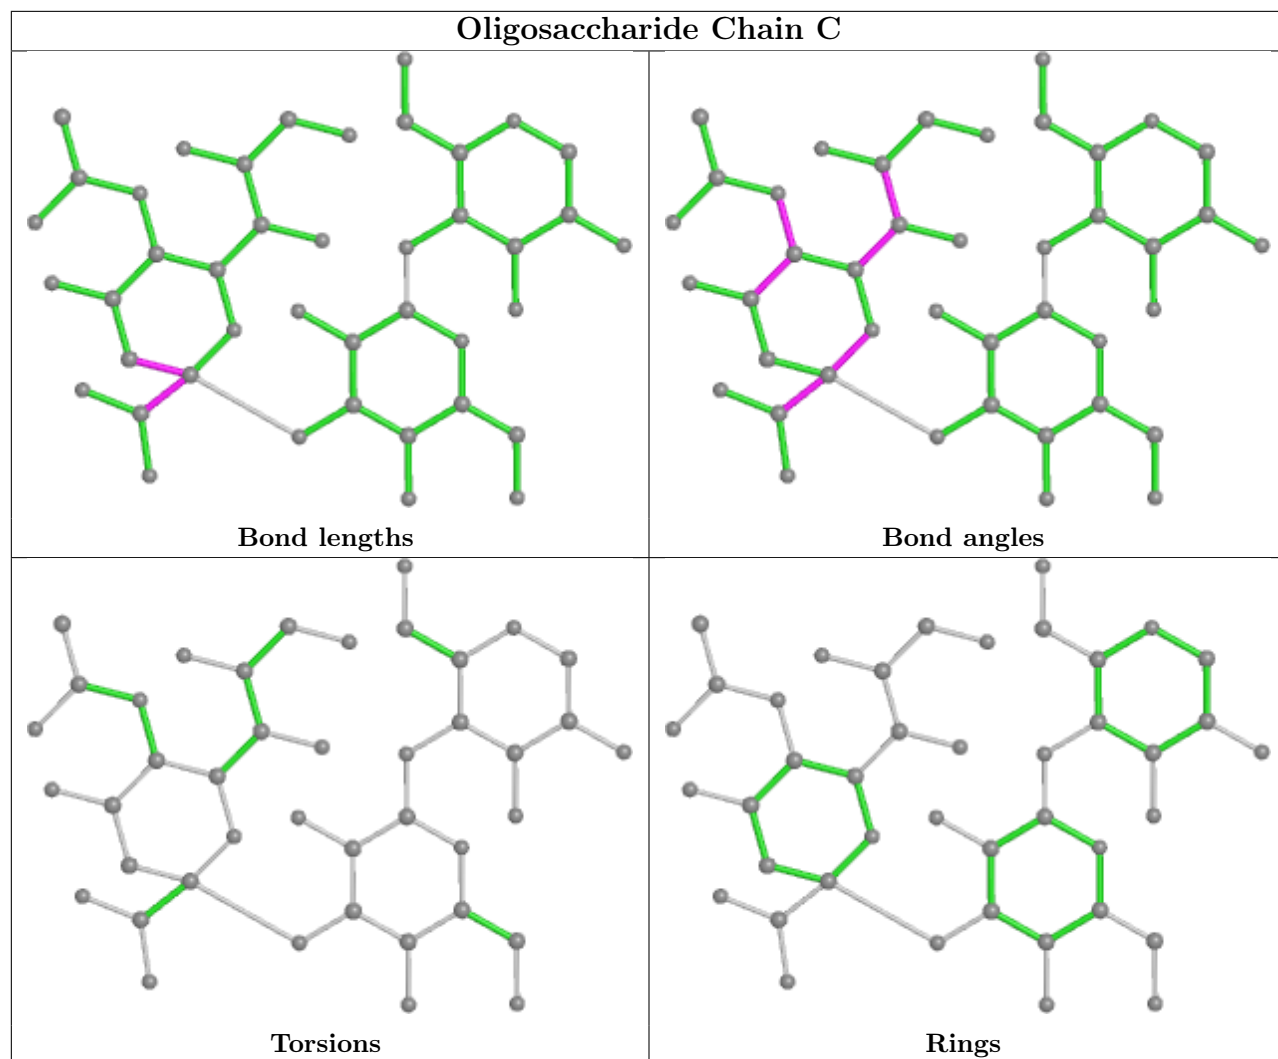 Oligosaccharide Chain C
Bond lengths
Bond angles
Torsions
Rings